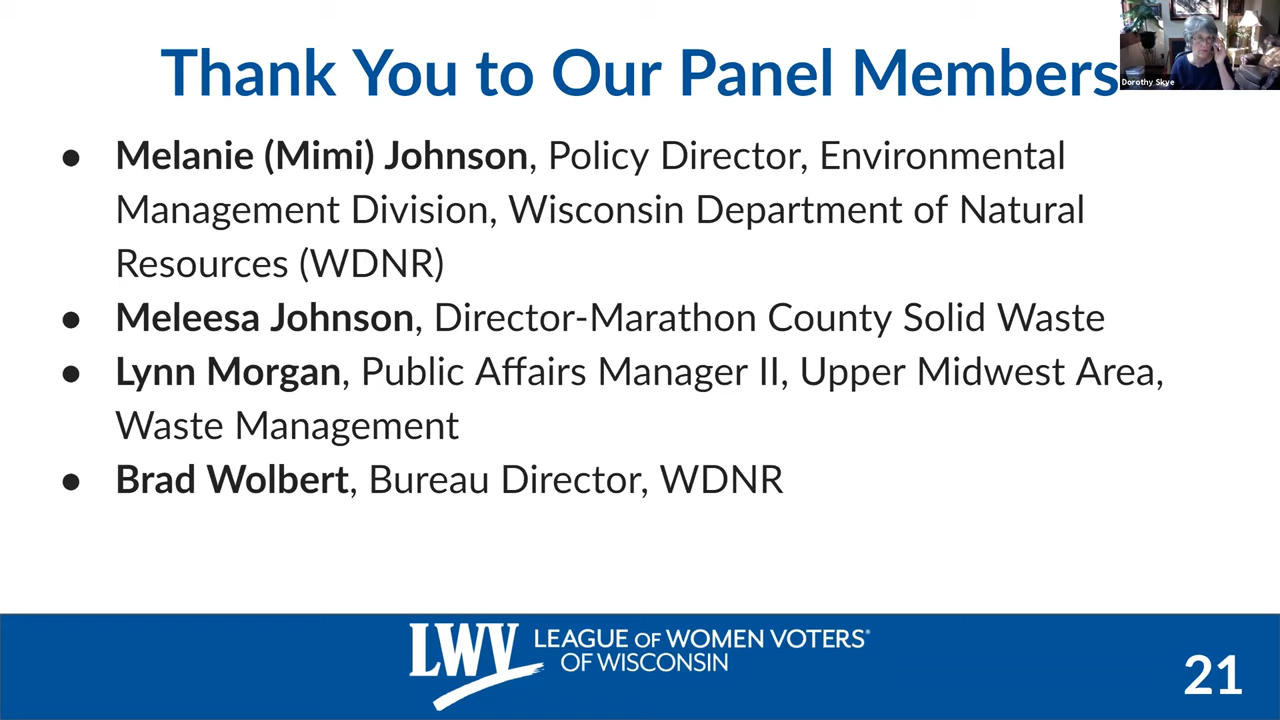 Thank You to Our Panel Members
Dorothy Skye
● Melanie (Mimi) Johnson, Policy Director, Environmental
Management Division, Wisconsin Department of Natural
Resources (WDNR)
● Meleesa Johnson, Director-Marathon County Solid Waste
● Lynn Morgan, Public Affairs Manager II, Upper Midwest Area,
Waste Management
● Brad Wolbert, Bureau Director, WDNR
LWV LEAGUE OF WOMEN VOTERS®
OF WISCONSIN
21